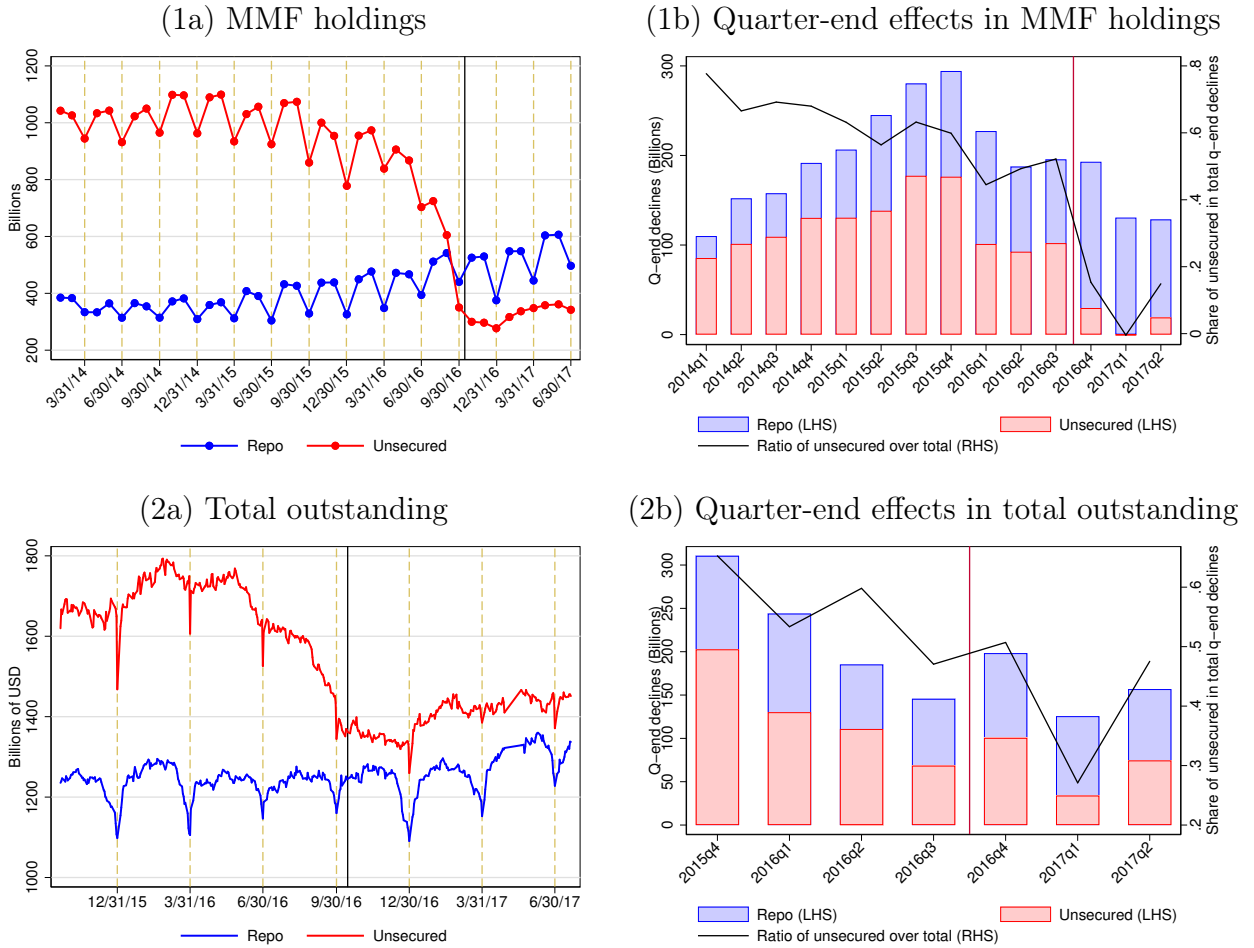 (1a) MMF holdings
Billions
1200
1000
800
600
400
200
3/31/14
6/30/14
9/30/14
12/31/14
3/31/15
6/30/15
9/30/15
12/30/15
3/31/16
6/30/16
9/30/16
12/31/16
3/31/17
6/30/17
Repo
Unsecured
(1b) Quarter-end effects in MMF holdings
Q-end declines (Billions)
300
200
100
0
Share of unsecured in total q-end declines
.8
.6
.4
.2
0
2014q1
2014q2
2014q3
2014q4
2015q1
2015q2
2015q3
2015q4
2016q1
2016q2
2016q3
2016q4
2017q1
2017q2
Repo (LHS)
Unsecured (LHS)
Ratio of unsecured over total (RHS)
(2a) Total outstanding
Billions of USD
1800
1600
1400
1200
1000
12/31/15
3/31/16
6/30/16
9/30/16
12/30/16
3/31/17
6/30/17
Repo
Unsecured
(2b) Quarter-end effects in total outstanding
Q-end declines (Billions)
300
250
200
150
100
50
0
Share of unsecured in total q-end declines
.6
.5
.4
.3
.2
2015q4
2016q1
2016q2
2016q3
2016q4
2017q1
2017q2
Repo (LHS)
Unsecured (LHS)
Ratio of unsecured over total (RHS)